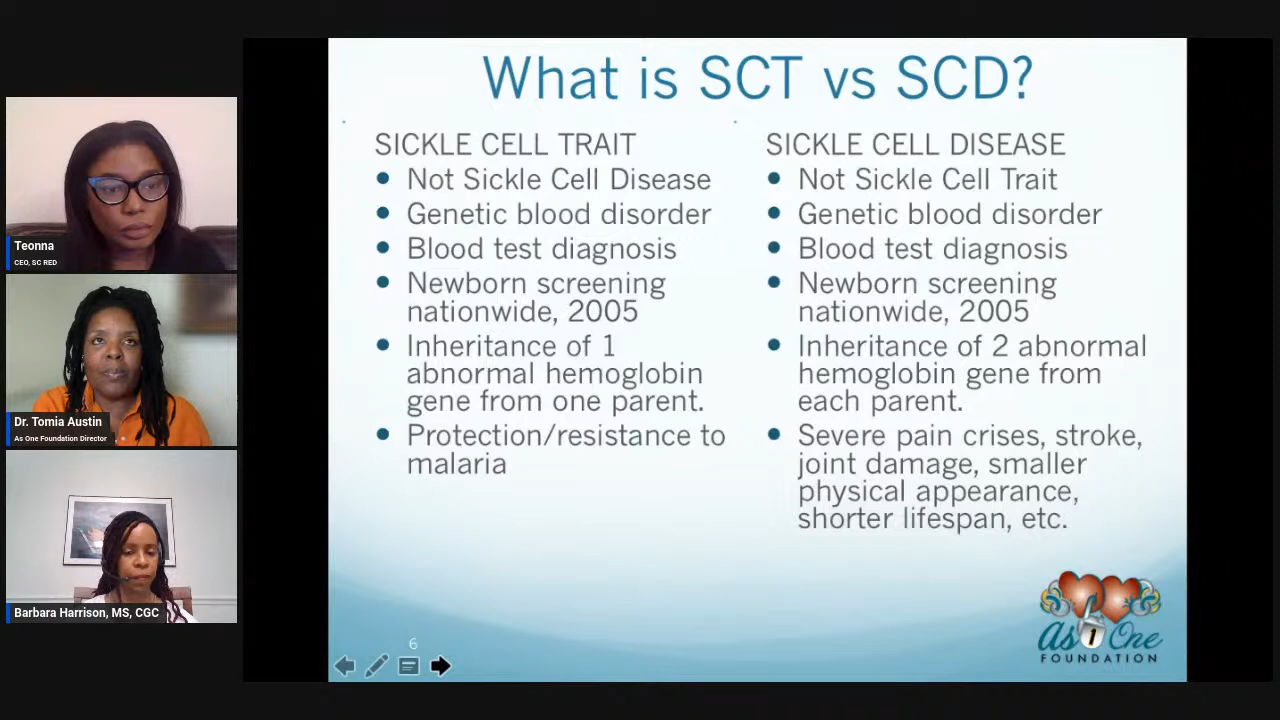 What is SCT vs SCD?
SICKLE CELL TRAIT
Not Sickle Cell Disease
Genetic blood disorder
Blood test diagnosis
Newborn screening
nationwide, 2005
Inheritance of 1
abnormal hemoglobin
gene from one parent.
Protection/resistance to
malaria
SICKLE CELL DISEASE
Not Sickle Cell Trait
Genetic blood disorder
Blood test diagnosis
Newborn screening
nationwide, 2005
Inheritance of 2 abnormal
hemoglobin gene from
each parent.
Severe pain crises, stroke,
joint damage, smaller
physical appearance,
shorter lifespan, etc.
Teonna
CEO, SC RED
Dr. Tomia Austin
As One Foundation Director
Barbara Harrison, MS, CGC
6
As 1 One
FOUNDATION